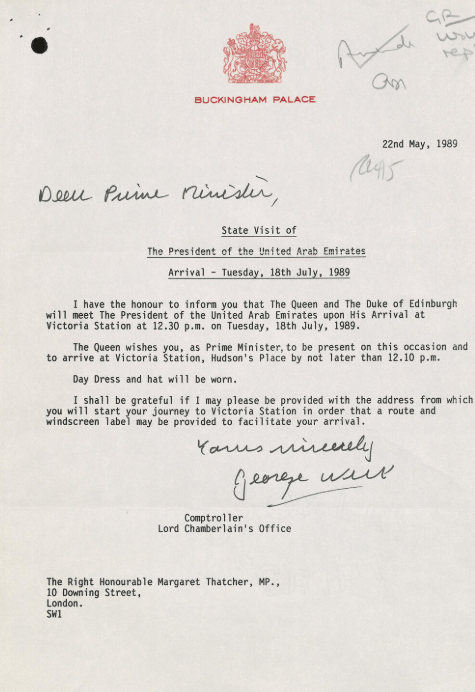 GR
BUCKINGHAM PALACE
22nd May, 1989
Dear Prime Minister,
State Visit of
The President of the United Arab Emirates
Arrival - Tuesday, 18th July, 1989
I have the honour to inform you that The Queen and The Duke of Edinburgh
will meet The President of the United Arab Emirates upon His Arrival at
Victoria Station at 12.30 p.m. on Tuesday, 18th July, 1989.
The Queen wishes you, as Prime Minister, to be present on this occasion and
to arrive at Victoria Station, Hudson's Place by not later than 12.10 p.m.
Day Dress and hat will be worn.
I shall be grateful if I may please be provided with the address from which
you will start your journey to Victoria Station in order that a route and
windscreen label may be provided to facilitate your arrival.
Yours sincerely
George
Comptroller
Lord Chamberlain's Office
The Right Honourable Margaret Thatcher, MP.,
10 Downing Street,
London.
SW1